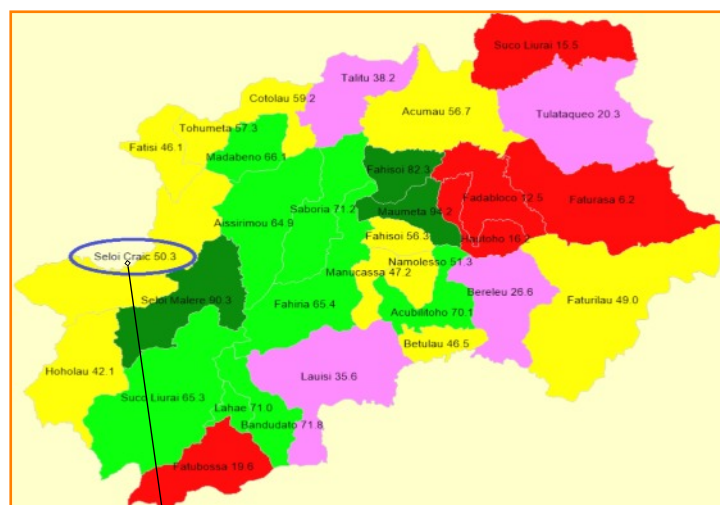 Suco Liurai 15.5
Talitu 38.2
Cotolau 59.2
Acumau 56.7
Tulataqueo 20.3
Tohumeta 57.3
Fatisi 46.1
Madabeno 66.1
Fahisoi 82.3
Fadabloco 12.5
Faturasa 6.2
Saboria 71.2
Maumeta 94.2
Aissirimou 64.9
Fahisoi 56.3
Hautoho 16.2
Seloi Craic 50.3
Namolesso 51.3
Manucassa 47.2
Bereleu 26.6
Seloi Malere 90.3
Fahiria 65.4
Acubilitoho 70.1
Faturilau 49.0
Betulau 46.5
Hoholau 42.1
Lauisi 35.6
Suco Liurai 65.3
Lahae 71.0
Bandudato 71.8
Fatubossa 19.6